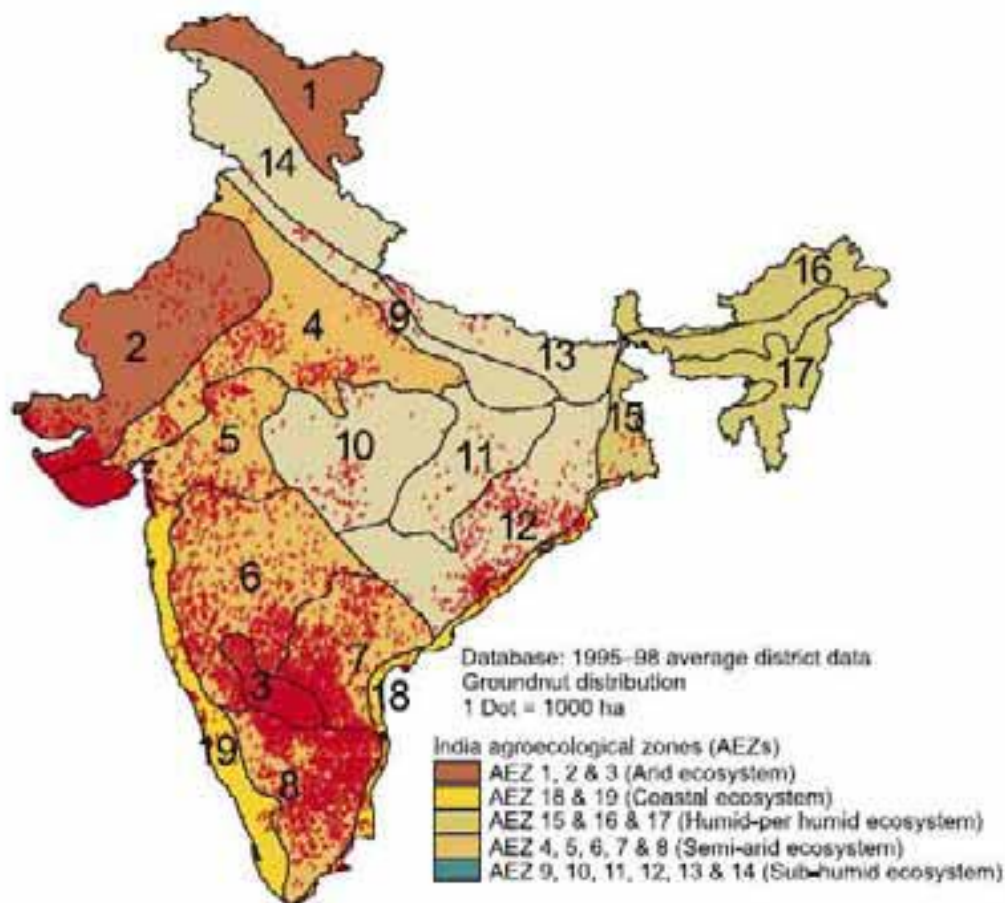 1
14
2
4
9
13
16
17
15
5
10
11
12
6
7
3
18
19
8
Database: 1995–98 average district data
Groundnut distribution
1 Dot = 1000 ha
India agroecological zones (AEZs)
AEZ 1, 2 & 3 (Arid ecosystem)
AEZ 18 & 19 (Coastal ecosystem)
AEZ 15 & 16 & 17 (Humid-per humid ecosystem)
AEZ 4, 5, 6, 7 & 8 (Semi-arid ecosystem)
AEZ 9, 10, 11, 12, 13 & 14 (Sub-humid ecosystem)